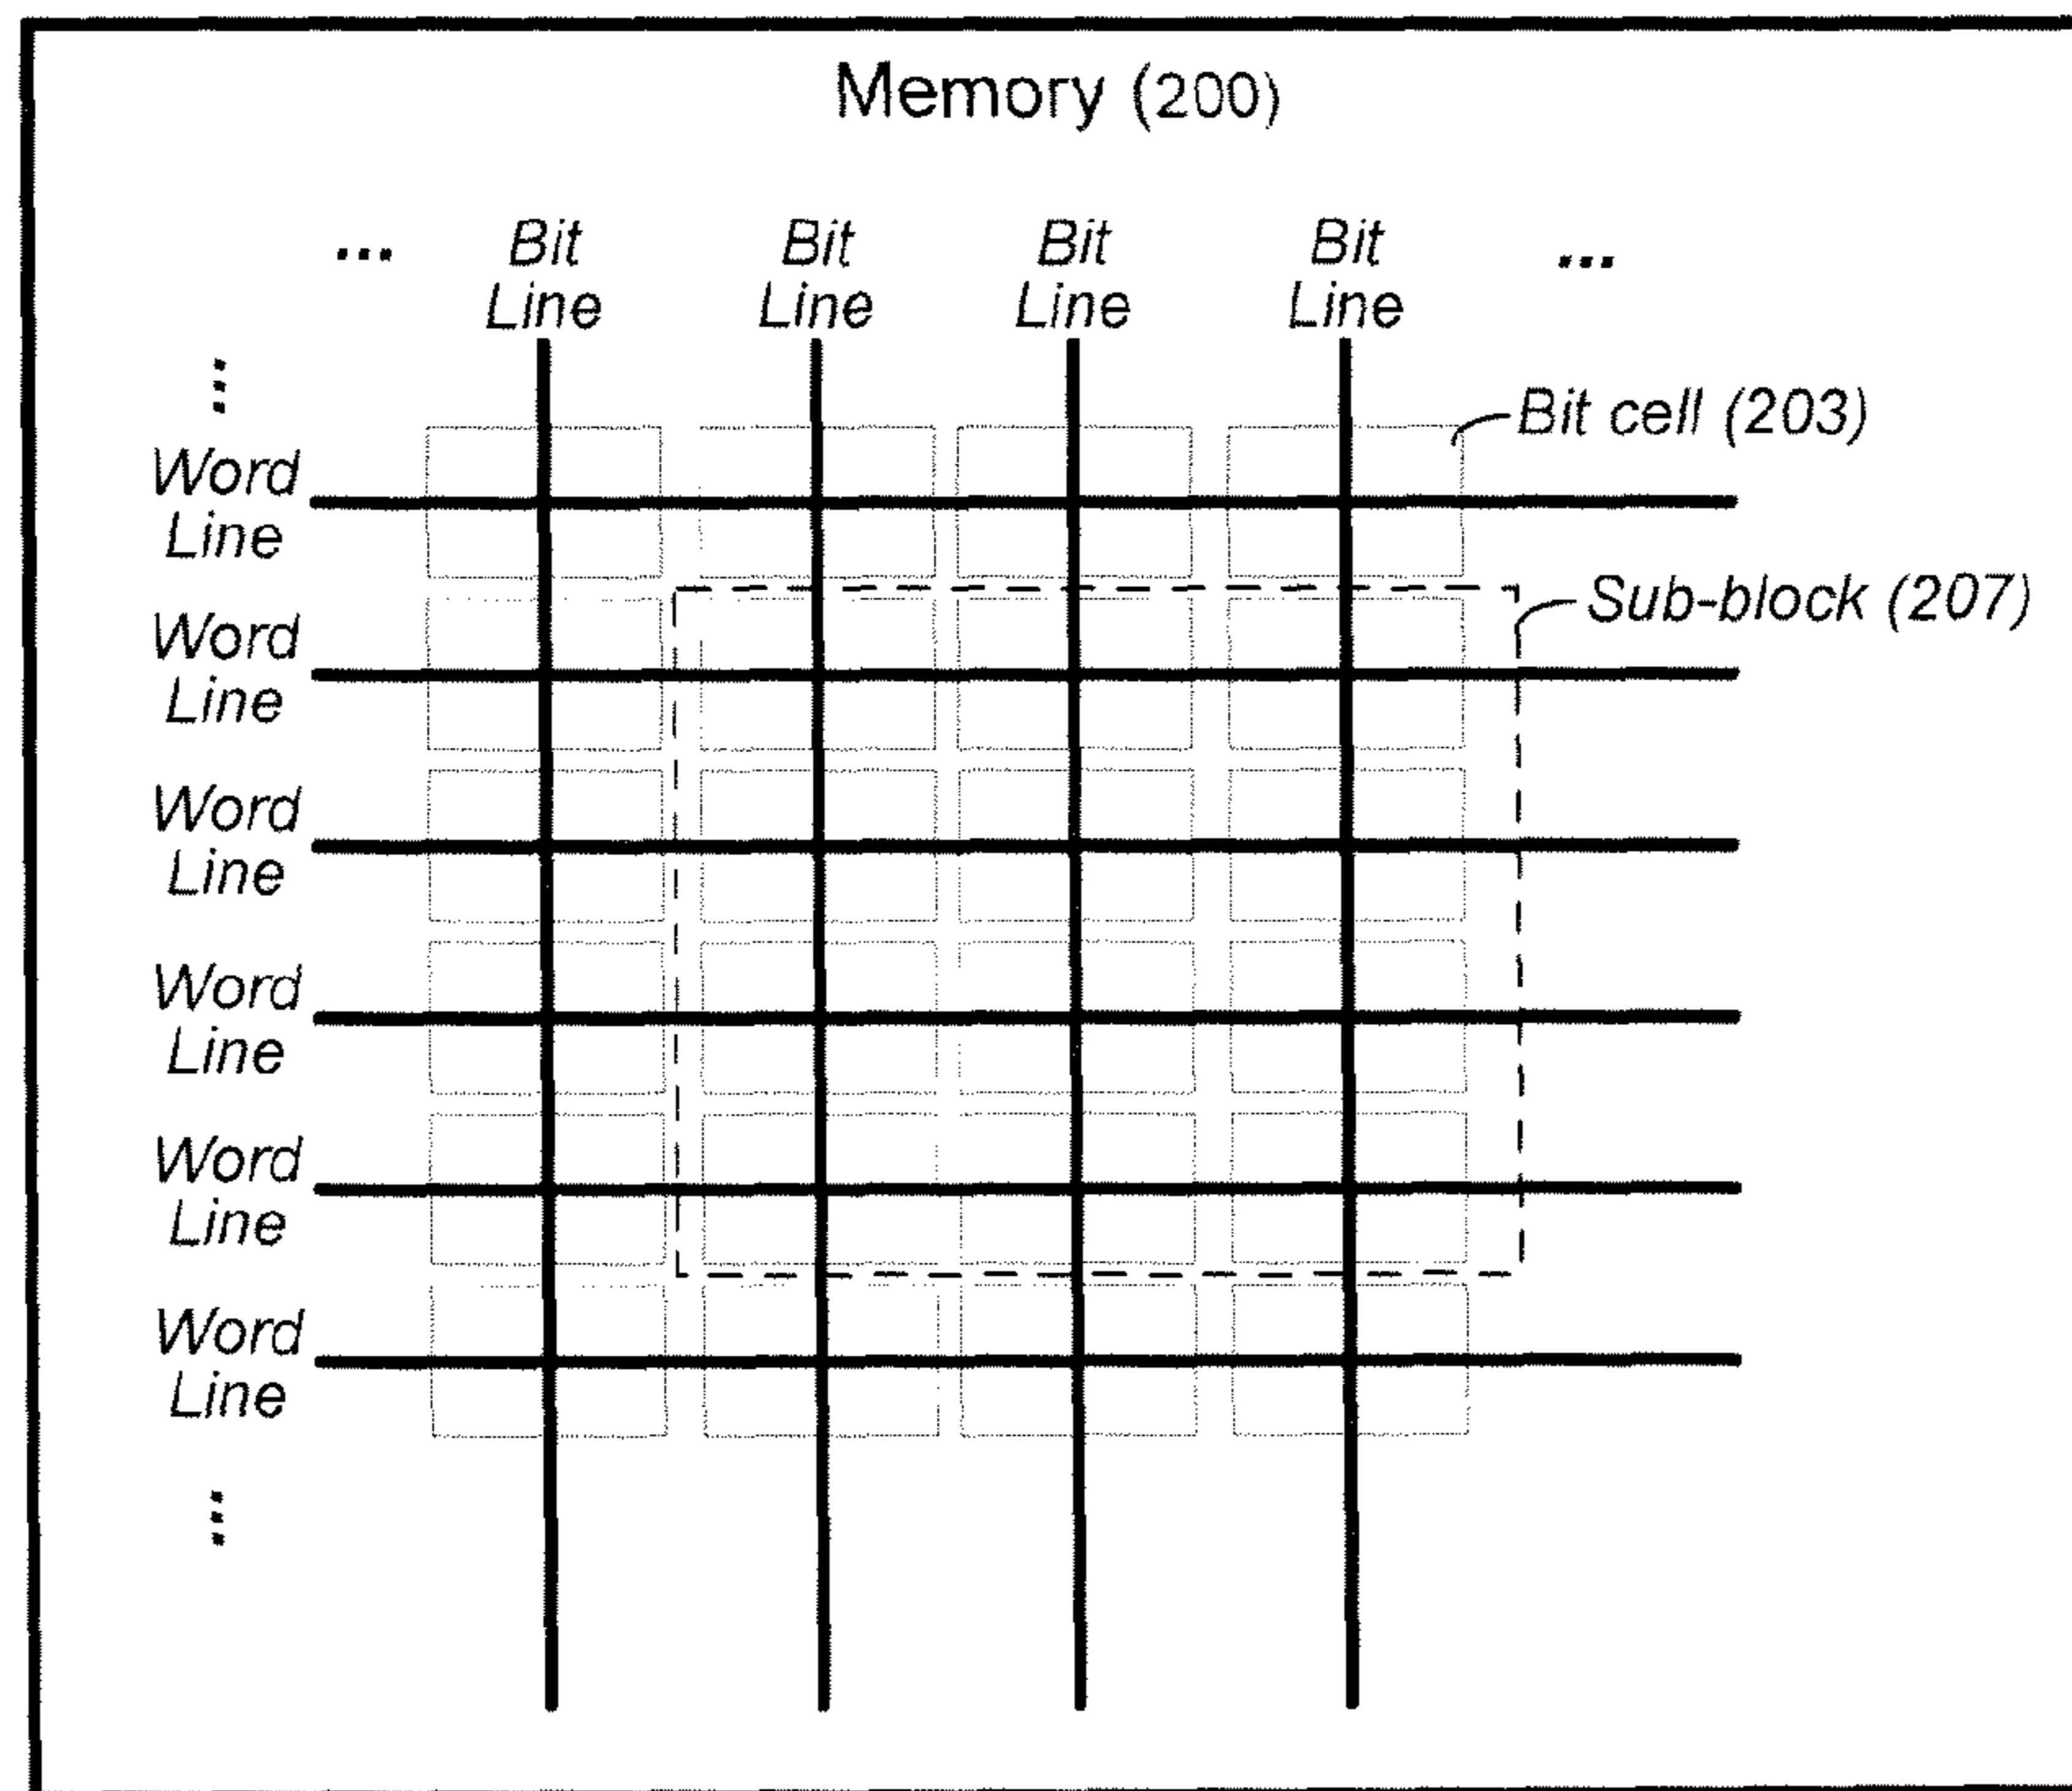 Memory (200)
... Bit Bit Bit Bit ...
Line Line Line Line
...
Bit cell (203)
Word
Line
Sub-block (207)
Word
Line
Word
Line
Word
Line
Word
Line
Word
Line
...